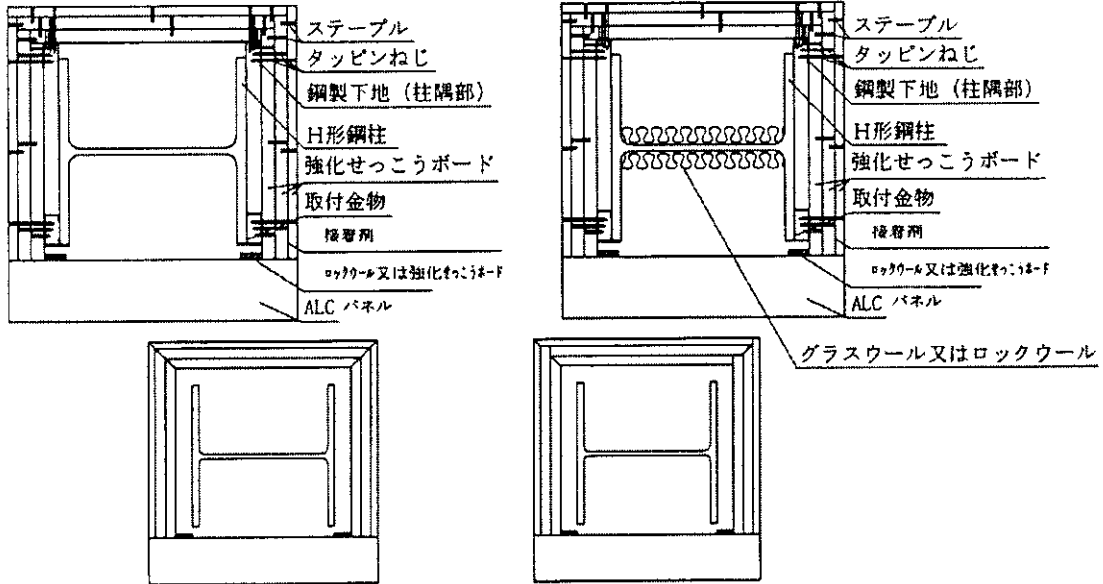 ステープル
タッピンねじ
鋼製下地（柱隅部）
H形鋼柱
強化せっこうボード
取付金物
接着剤
ロックウール又は強化せっこうボード
ALC パネル
ステープル
タッピンねじ
鋼製下地（柱隅部）
H形鋼柱
強化せっこうボード
取付金物
接着剤
ロックウール又は強化せっこうボード
ALC パネル
グラスウール又はロックウール